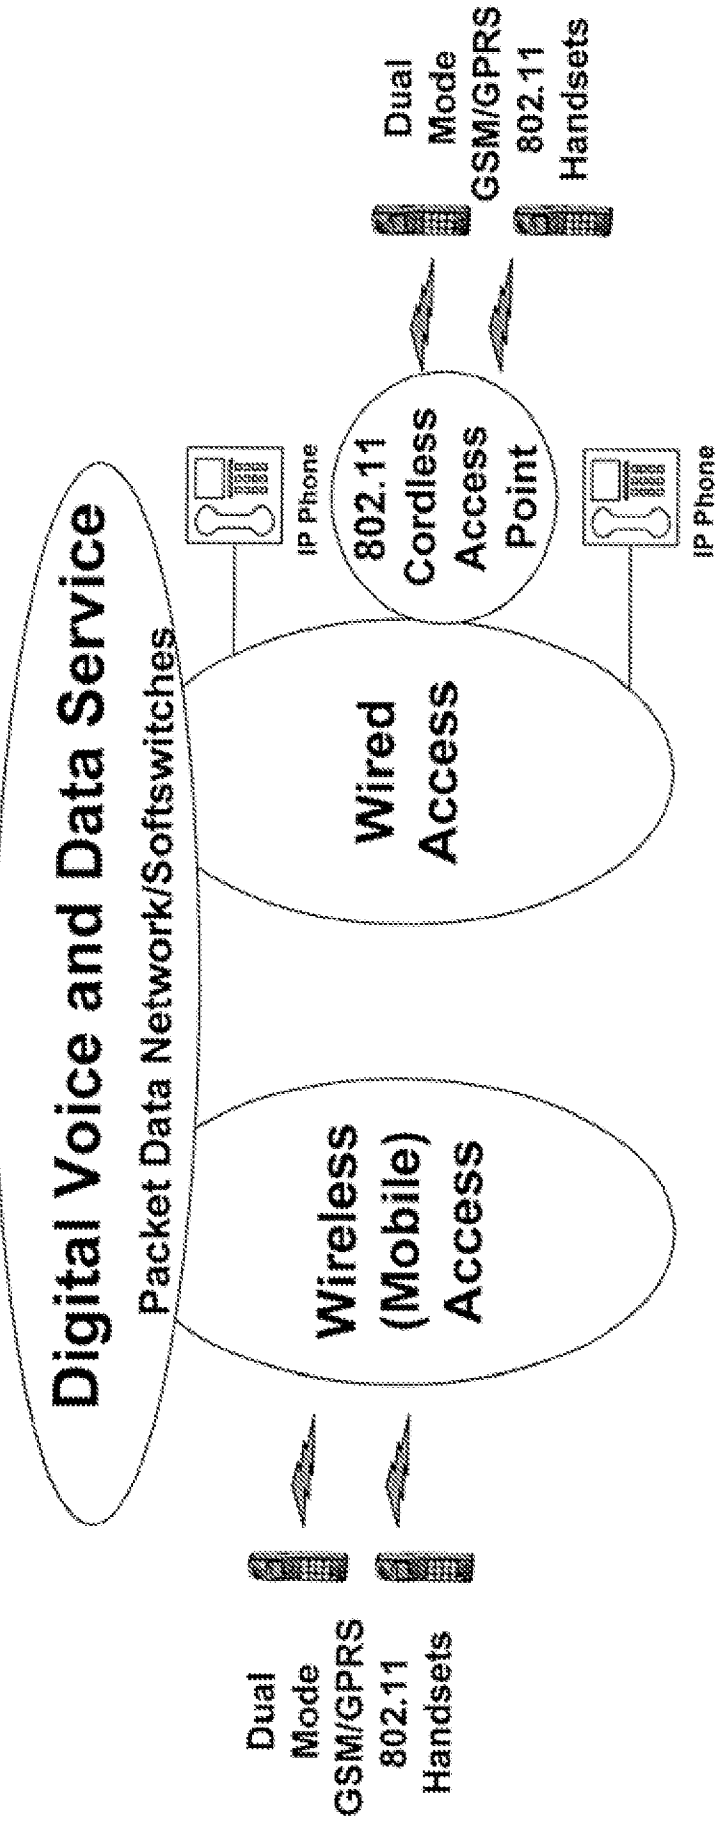 Digital Voice and Data Service
Packet Data Network/Softswitches
Dual
Mode
GSM/GPRS
802.11
Handsets
Wireless
(Mobile)
Access
Wired
Access
IP Phone
802.11
Cordless
Access
Point
IP Phone
Dual
Mode
GSM/GPRS
802.11
Handsets